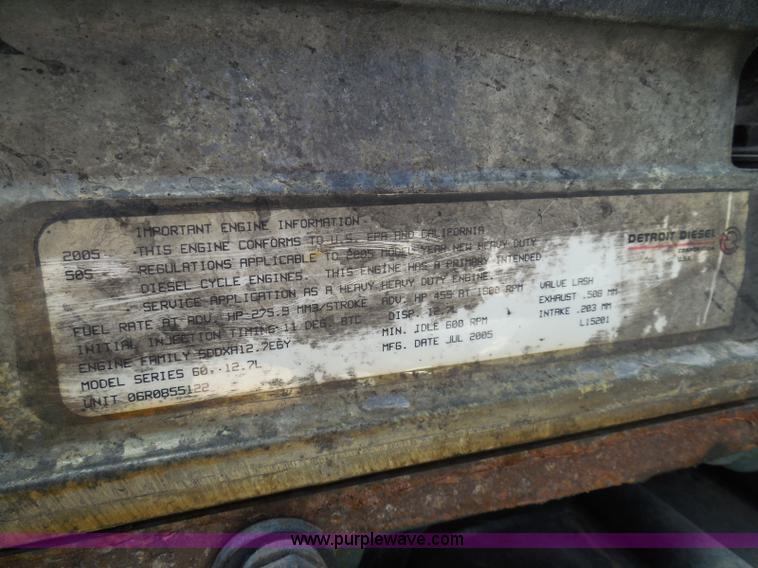 IMPORTANT ENGINE INFORMATION
2005 THIS ENGINE CONFORMS TO U.S. EPA AND CALIFORNIA
50S REGULATIONS APPLICABLE TO 2005 MODEL YEAR NEW HEAVY DUTY
DIESEL CYCLE ENGINES. THIS ENGINE HAS A PRIMARY INTENDED
SERVICE APPLICATION AS A HEAVY HEAVY DUTY ENGINE.
FUEL RATE AT ADV. HP-275.9 MM3/STROKE ADV. HP 455 AT 1800 RPM VALVE LASH
INITIAL INJECTION TIMING-11 DEG. BTC DISP. 12.7L EXHAUST .508 MM
ENGINE FAMILY 5DDXH12.7EGY MIN. IDLE 600 RPM INTAKE .203 MM
MODEL SERIES 60, 12.7L MFG. DATE JUL 2005 L15201
UNIT 06R0855122
DETROIT DIESEL
USA
www.purplewave.com